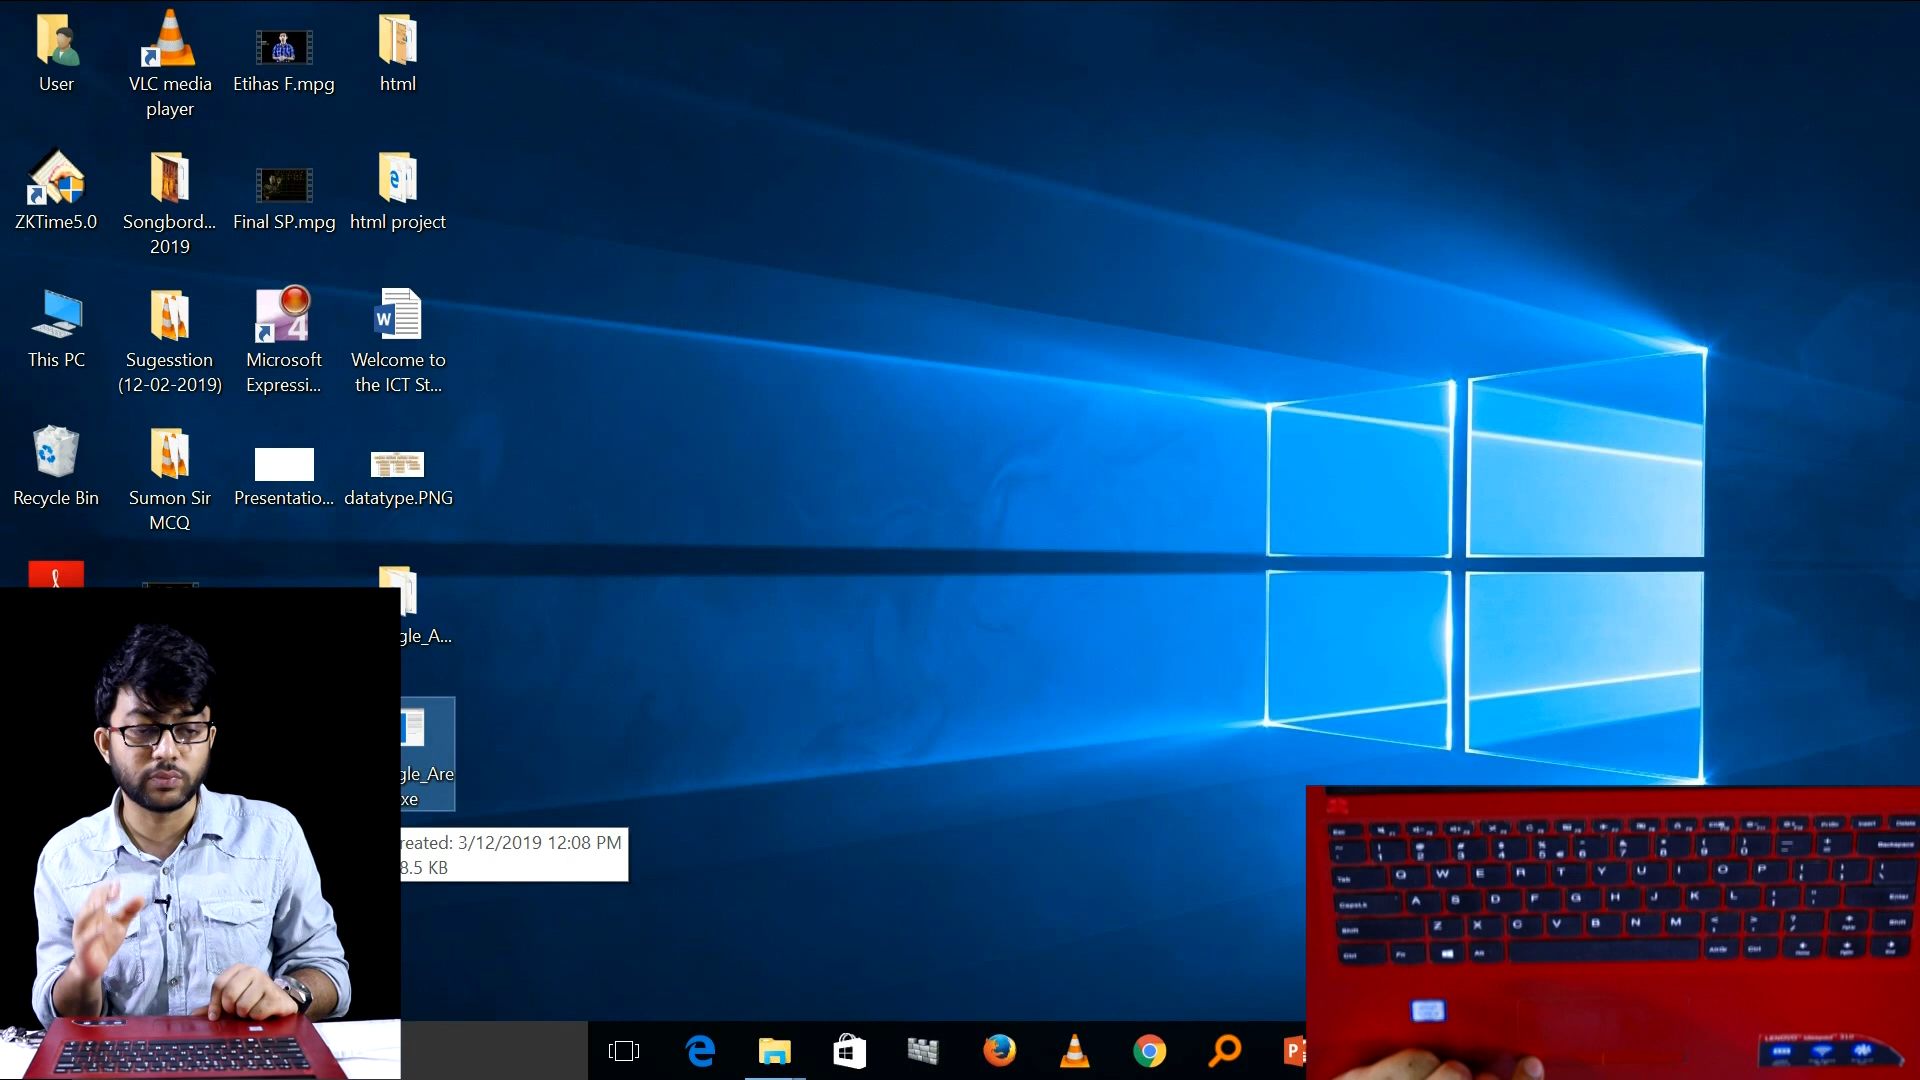 User
VLC media
player
Etihas F.mpg
html
ZKTime5.0
Songbord...
2019
Final SP.mpg
html project
This PC
Sugesstion
(12-02-2019)
Microsoft
Expressi...
Welcome to
the ICT St...
Recycle Bin
Sumon Sir
MCQ
Presentatio...
datatype.PNG
gle_A...
gle_Are
xe
reated: 3/12/2019 12:08 PM
8.5 KB
Q W E R T Y U I O P
A S D F G H J K L
Z X C V B N M